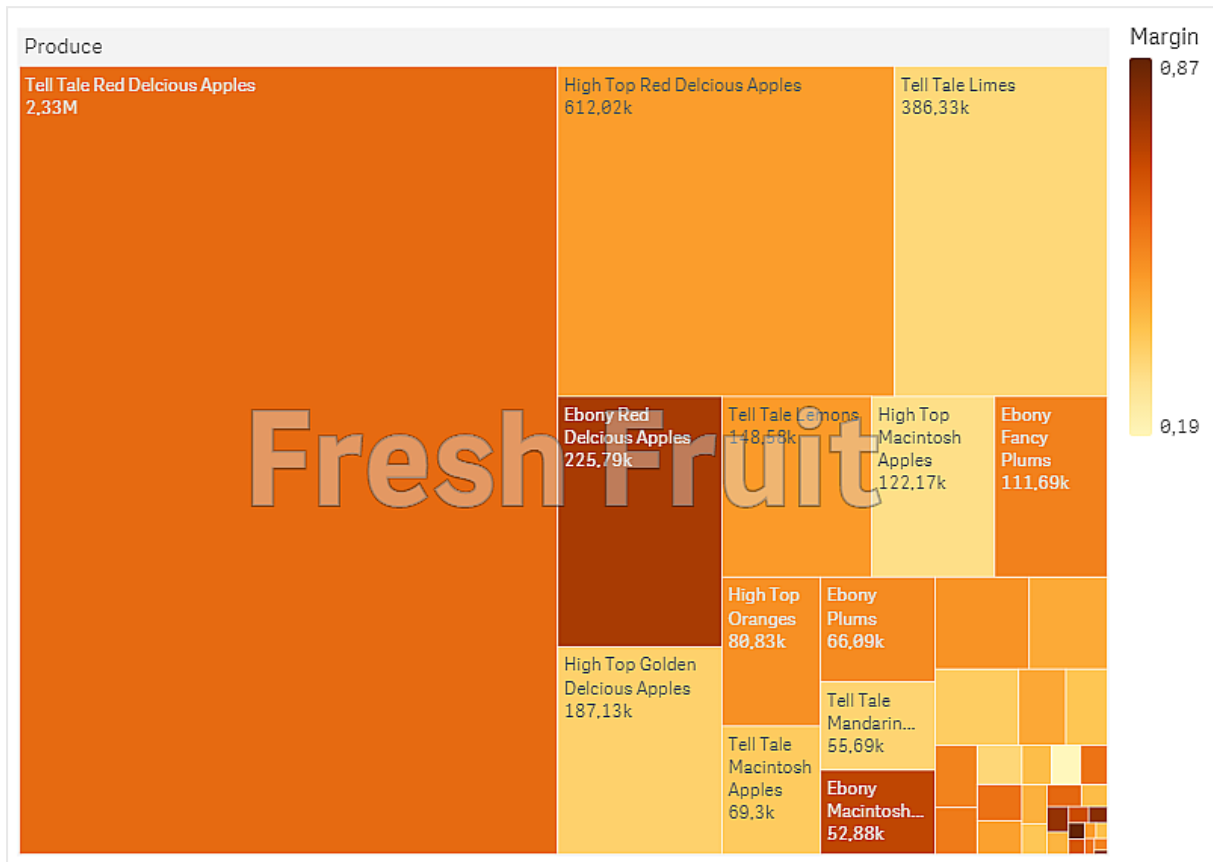 Produce
Margin
0,87
0,19
Tell Tale Red Delcious Apples
2,33M
High Top Red Delcious Apples
612,02k
Tell Tale Limes
386,33k
Ebony Red
Delcious Apples
225,79k
Tell Tale Lemons
148,58k
High Top
Macintosh
Apples
122,17k
Ebony
Fancy
Plums
111,69k
Fresh Fruit
High Top Golden
Delcious Apples
187,13k
High Top
Oranges
80,83k
Ebony
Plums
66,09k
Tell Tale
Macintosh
Apples
69,3k
Tell Tale
Mandarin...
55,69k
Ebony
Macintosh...
52,88k